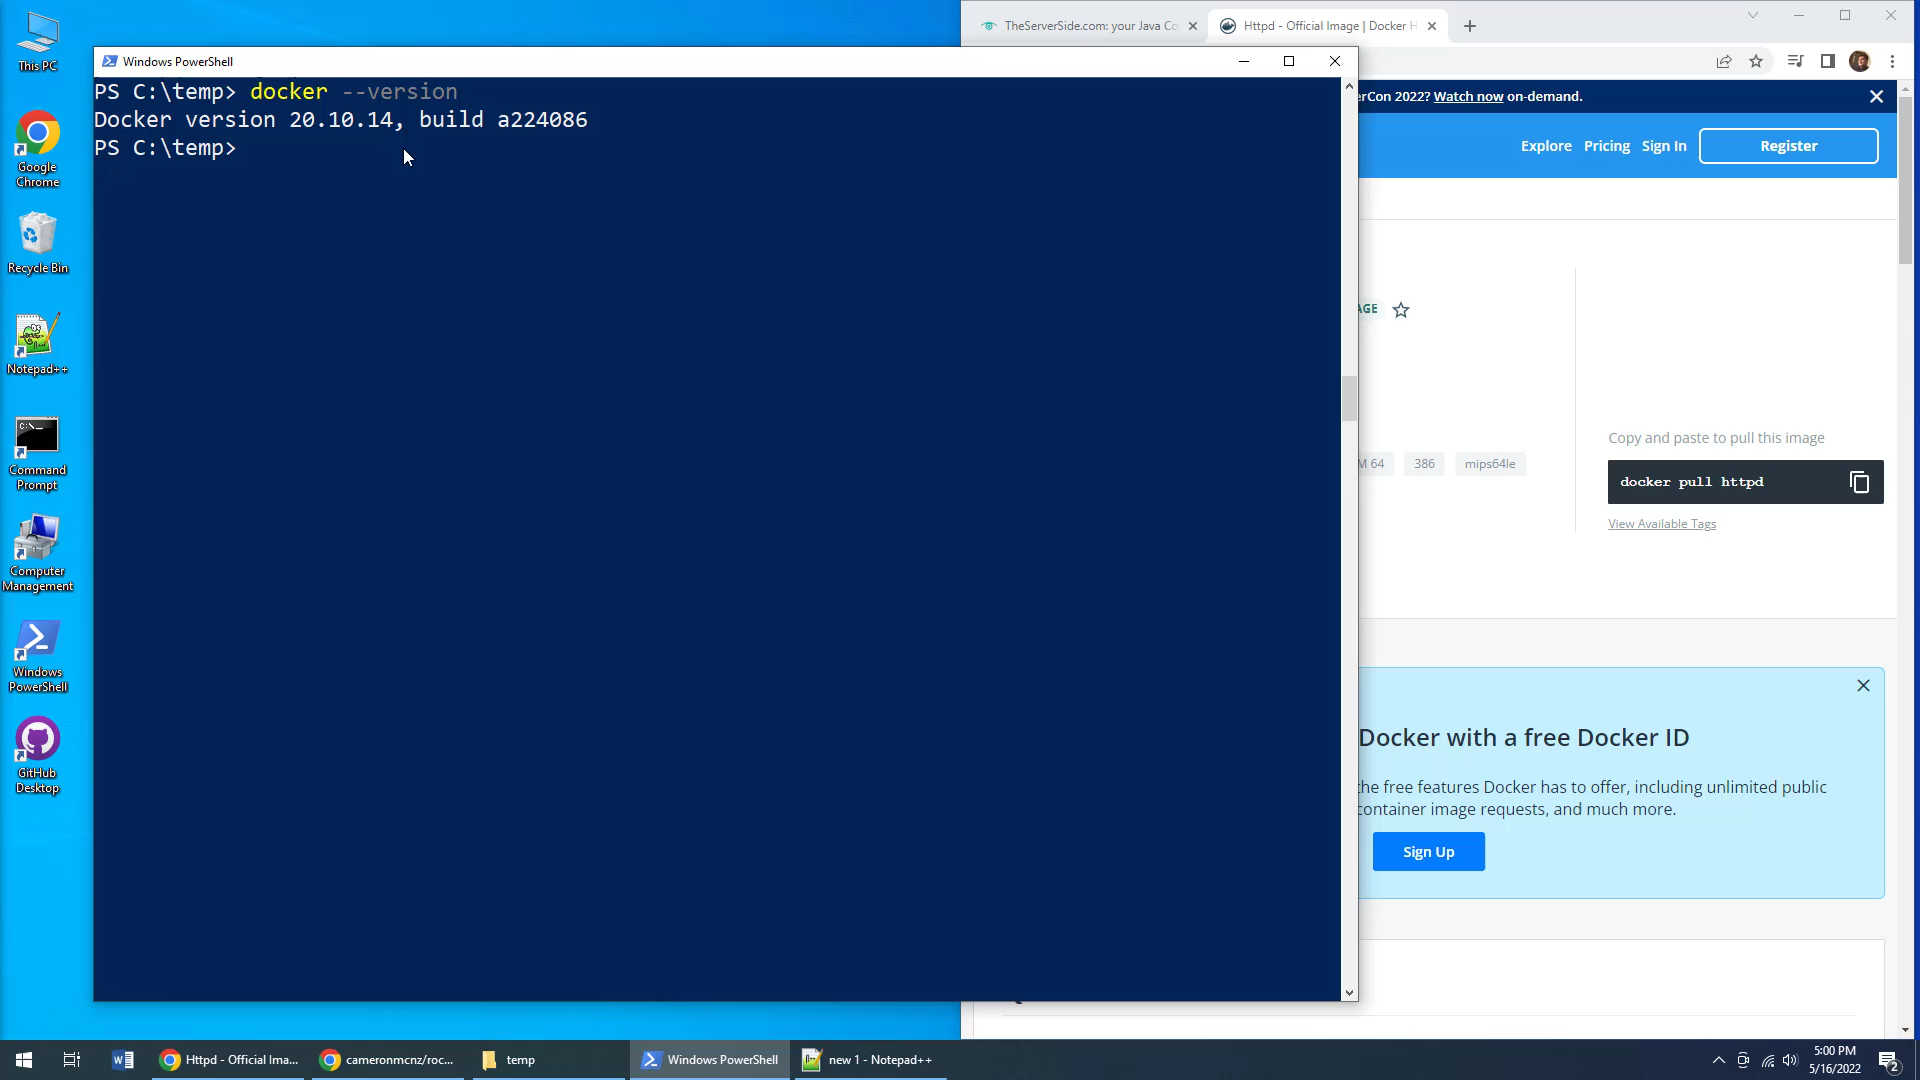 This PC
Google
Chrome
Recycle Bin
Notepad++
Command
Prompt
Computer
Management
Windows
PowerShell
GitHub
Desktop
TheServerSide.com: your Java Co
Httpd - Official Image | Docker H
Windows PowerShell
PS C:\temp> docker --version
Docker version 20.10.14, build a224086
PS C:\temp>
erCon 2022? Watch now on-demand.
Explore Pricing Sign In Register
AGE
M 64 386 mips64le
Copy and paste to pull this image
docker pull httpd
View Available Tags
Docker with a free Docker ID
the free features Docker has to offer, including unlimited public
container image requests, and much more.
Sign Up
Httpd - Official Ima...
cameronmcnz/roc...
temp
Windows PowerShell
new 1 - Notepad++
5:00 PM
5/16/2022
2